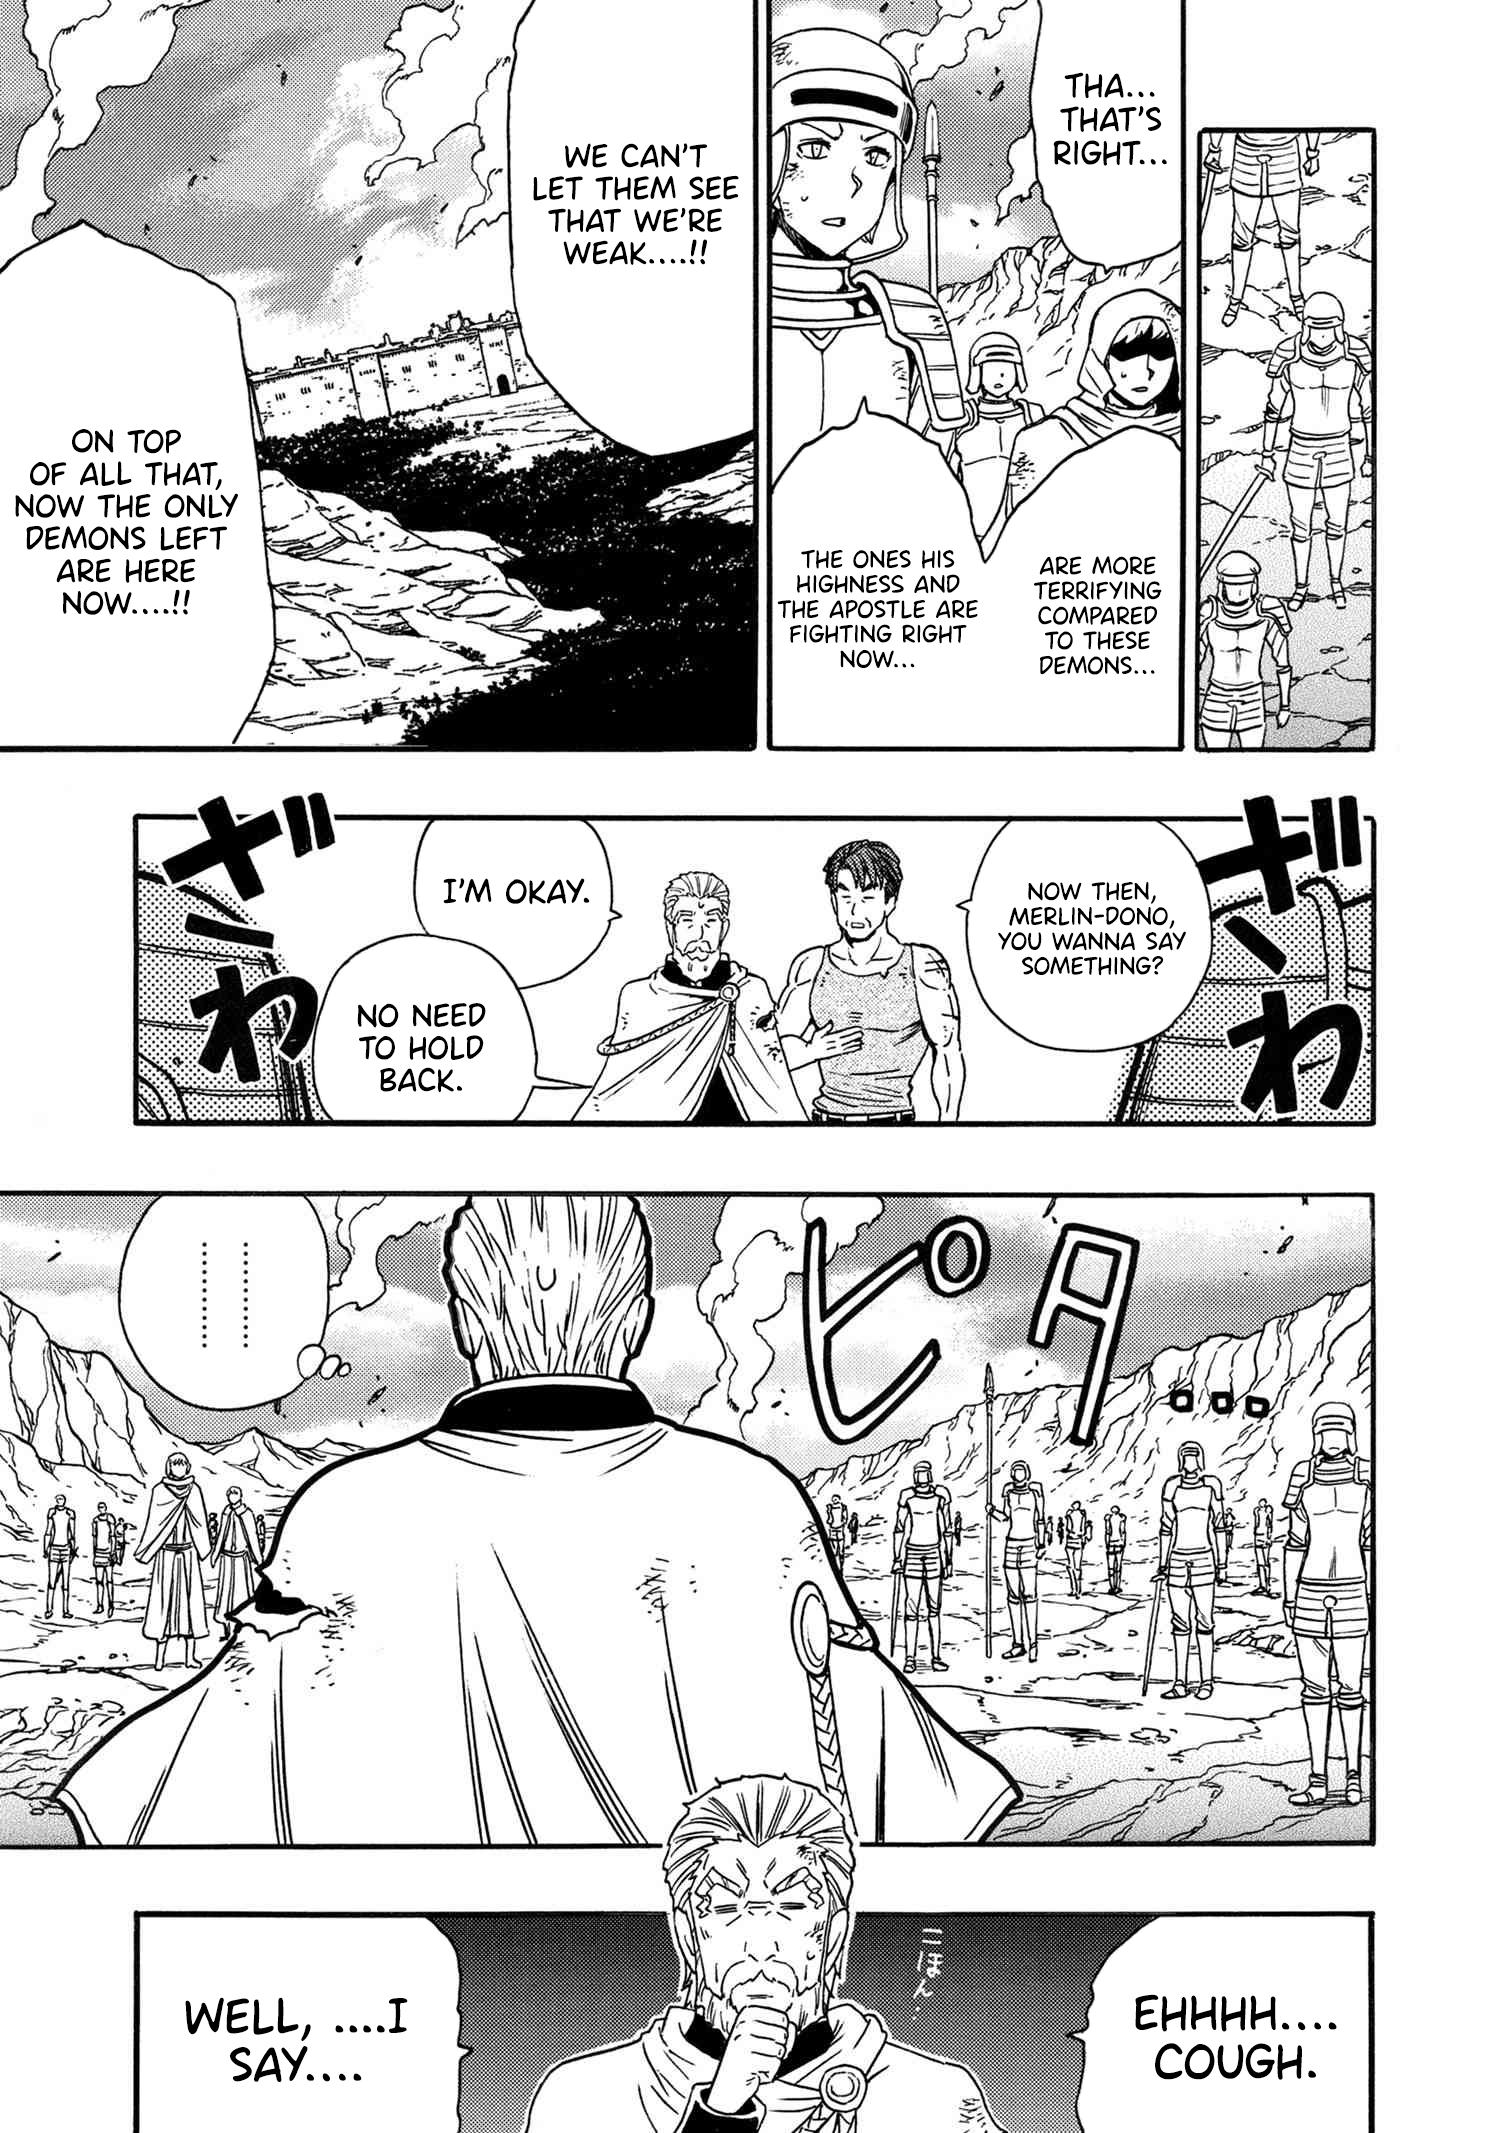 THA...
THAT'S
RIGHT...
ARE MORE
TERRIFYING
COMPARED
TO THESE
DEMONS...
THE ONES HIS
HIGHNESS AND
THE APOSTLE ARE
FIGHTING RIGHT
NOW...
WE CAN'T
LET THEM SEE
THAT WE'RE
WEAK....!!
ON TOP
OF ALL THAT,
NOW THE ONLY
DEMONS LEFT
ARE HERE
NOW....!!
ざわ
NOW THEN,
MERLIN-DONO,
YOU WANNA SAY
SOMETHING?
I'M OKAY.
NO NEED
TO HOLD
BACK.
ざわ
ピタ...
............
EHHHH....
COUGH.
こほん..
WELL, ....I
SAY....